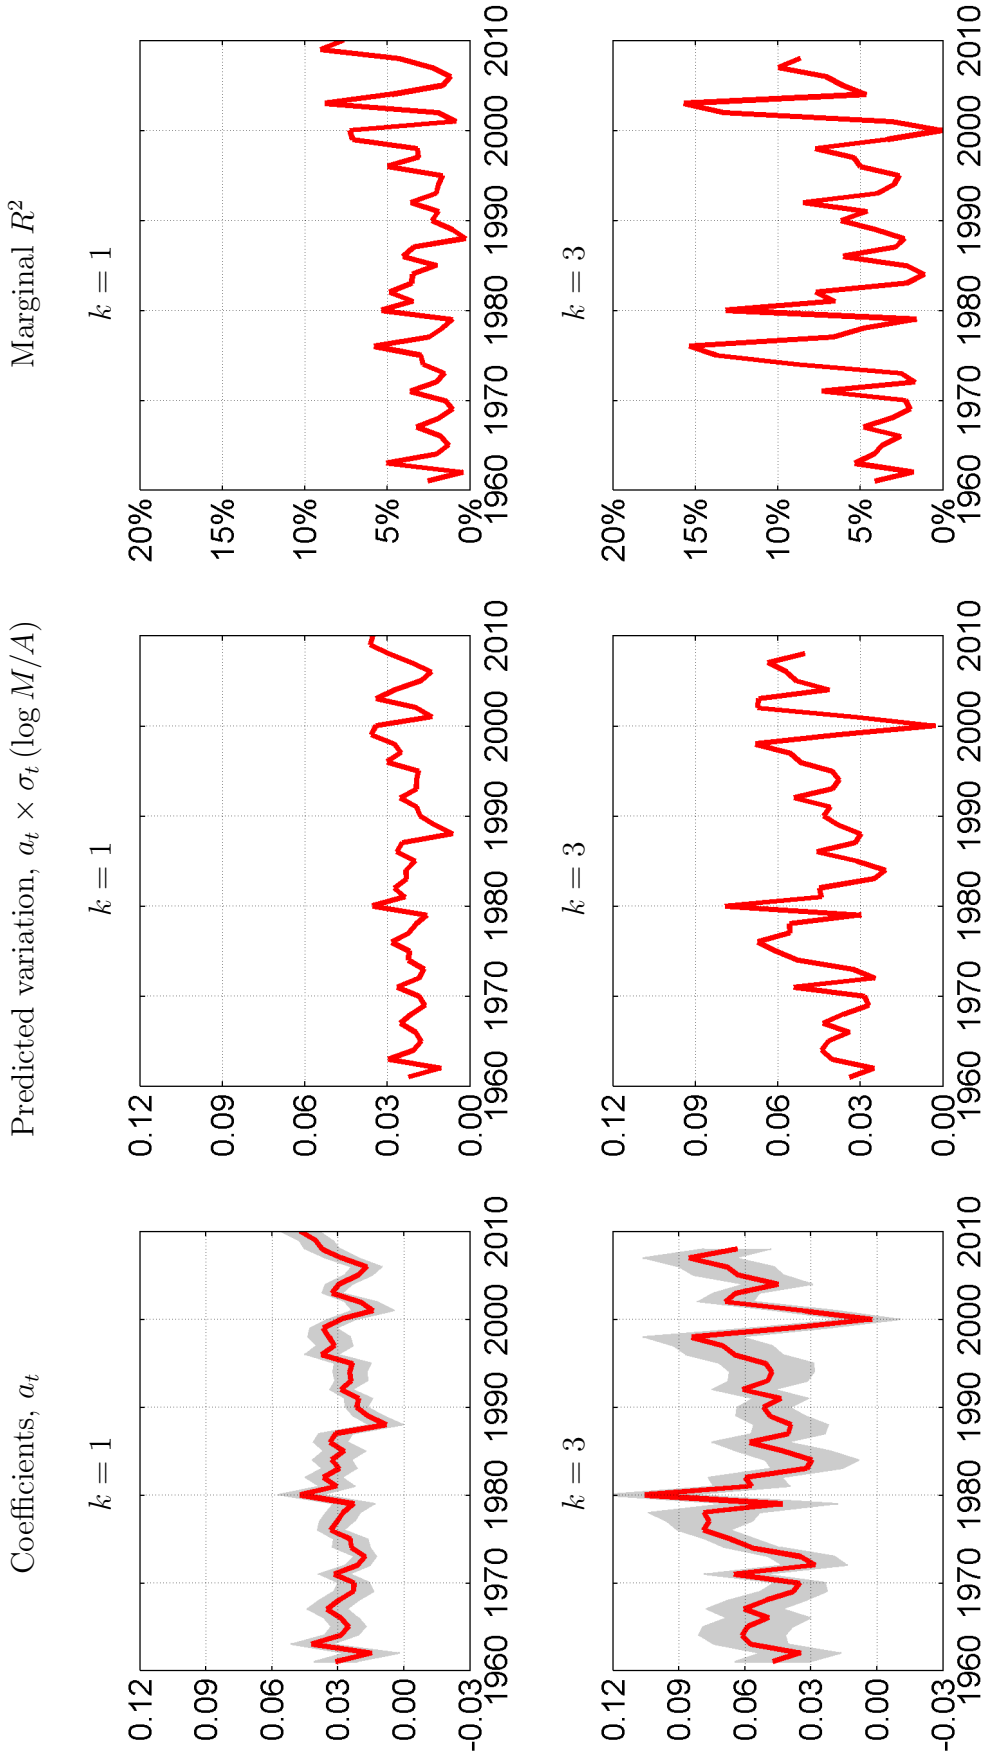 Coefficients, a_t
Predicted variation, a_t × σ_t (log M/A)
Marginal R²
k = 1
k = 1
k = 1
0.12
0.09
0.06
0.03
0.00
-0.03
1960 1970 1980 1990 2000 2010
0.12
0.09
0.06
0.03
0.00
1960 1970 1980 1990 2000 2010
20%
15%
10%
5%
0%
1960 1970 1980 1990 2000 2010
k = 3
k = 3
k = 3
0.12
0.09
0.06
0.03
0.00
-0.03
1960 1970 1980 1990 2000 2010
0.12
0.09
0.06
0.03
0.00
1960 1970 1980 1990 2000 2010
20%
15%
10%
5%
0%
1960 1970 1980 1990 2000 2010